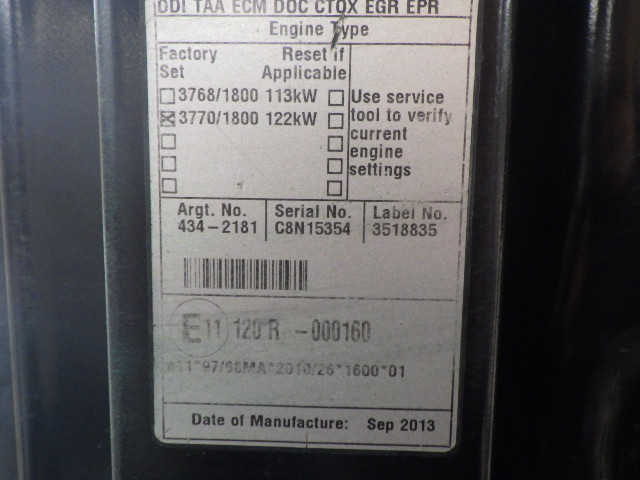 DDI TAA ECM DOC CTOX EGR EPR
Engine Type
Factory Set
Reset if Applicable
3768/1800 113kW
3770/1800 122kW
Use service
tool to verify
current
engine
settings
Argt. No. Serial No. Label No.
434-2181 C8N15354 3518835
E11 120 R -000160
e11*97/68MA*2010/26*1600*01
Date of Manufacture: Sep 2013